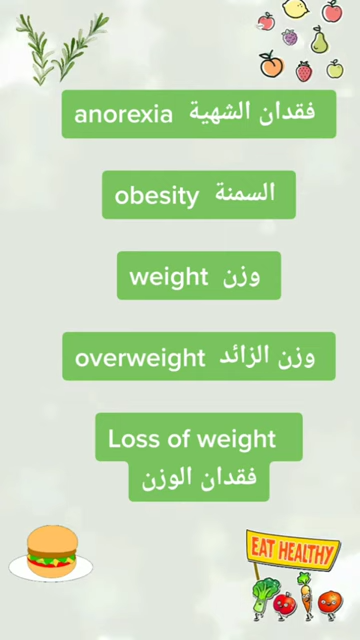 anorexia فقدان الشهية
obesity السمنة
weight وزن
overweight وزن الزائد
Loss of weight
فقدان الوزن
EAT HEALTHY